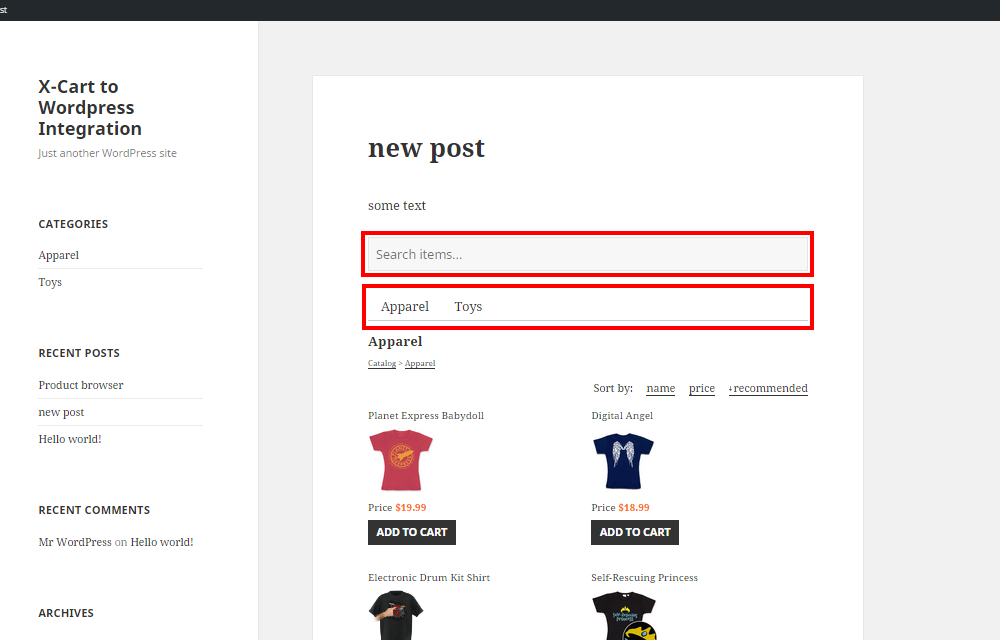 st
X-Cart to
Wordpress
Integration
Just another WordPress site
CATEGORIES
Apparel
Toys
RECENT POSTS
Product browser
new post
Hello world!
RECENT COMMENTS
Mr WordPress on Hello world!
ARCHIVES
new post
some text
Search items...
Apparel Toys
Apparel
Catalog > Apparel
Sort by: name price ↓recommended
Planet Express Babydoll
Price $19.99
ADD TO CART
Digital Angel
Price $18.99
ADD TO CART
Electronic Drum Kit Shirt
Self-Rescuing Princess